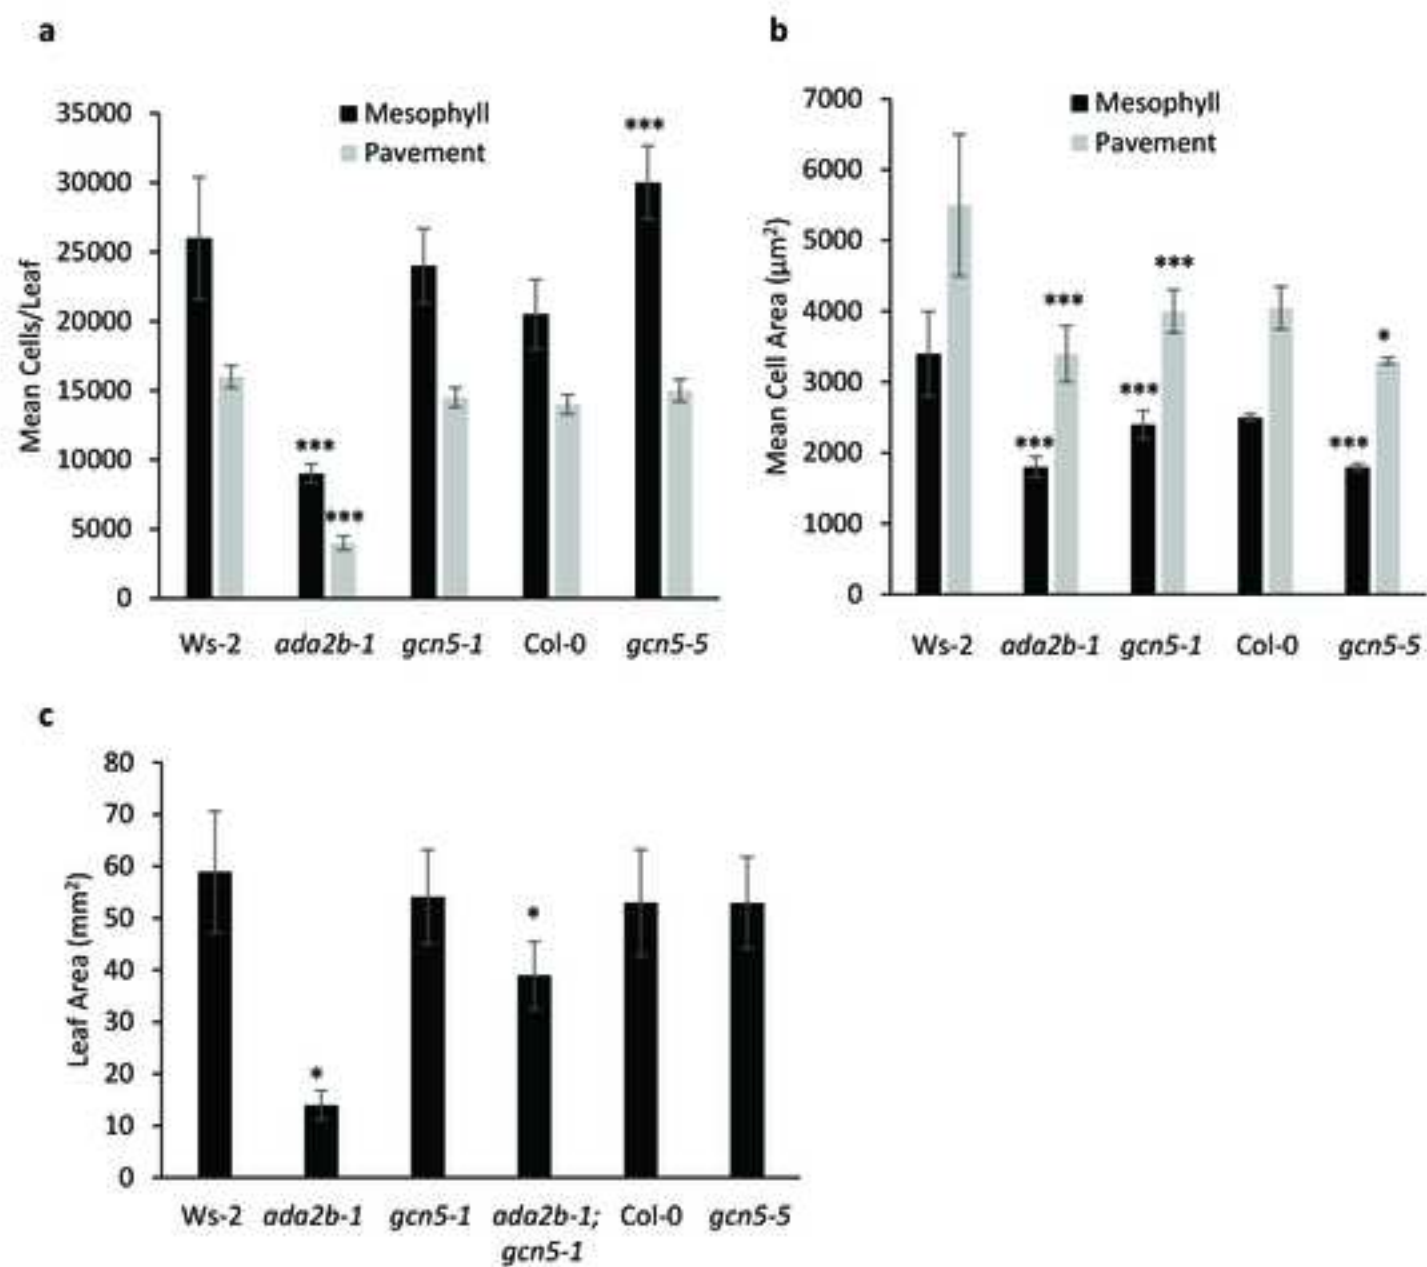 a
Mesophyll
Pavement
35000
30000
25000
20000
15000
10000
5000
0
Mean Cells/Leaf
***
***
***
Ws-2 ada2b-1 gcn5-1 Col-0 gcn5-5
b
Mesophyll
Pavement
7000
6000
5000
4000
3000
2000
1000
0
Mean Cell Area (µm²)
***
***
***
***
***
*
Ws-2 ada2b-1 gcn5-1 Col-0 gcn5-5
c
80
70
60
50
40
30
20
10
0
Leaf Area (mm²)
*
*
Ws-2 ada2b-1 gcn5-1 ada2b-1; Col-0 gcn5-5
gcn5-1